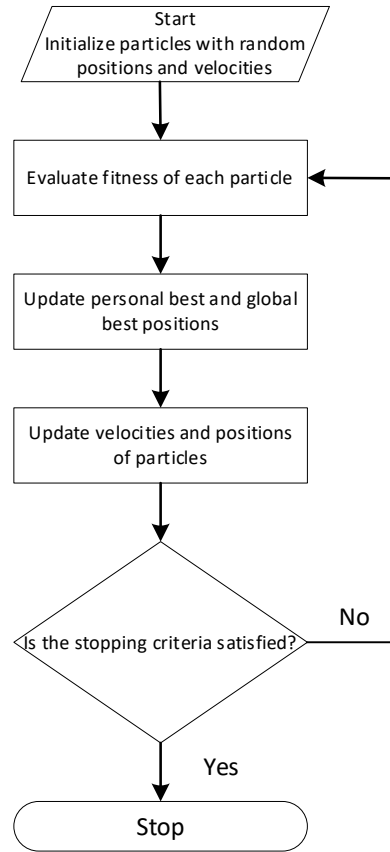 Start
Initialize particles with random
positions and velocities
Evaluate fitness of each particle
Update personal best and global
best positions
Update velocities and positions
of particles
Is the stopping criteria satisfied?
No
Yes
Stop